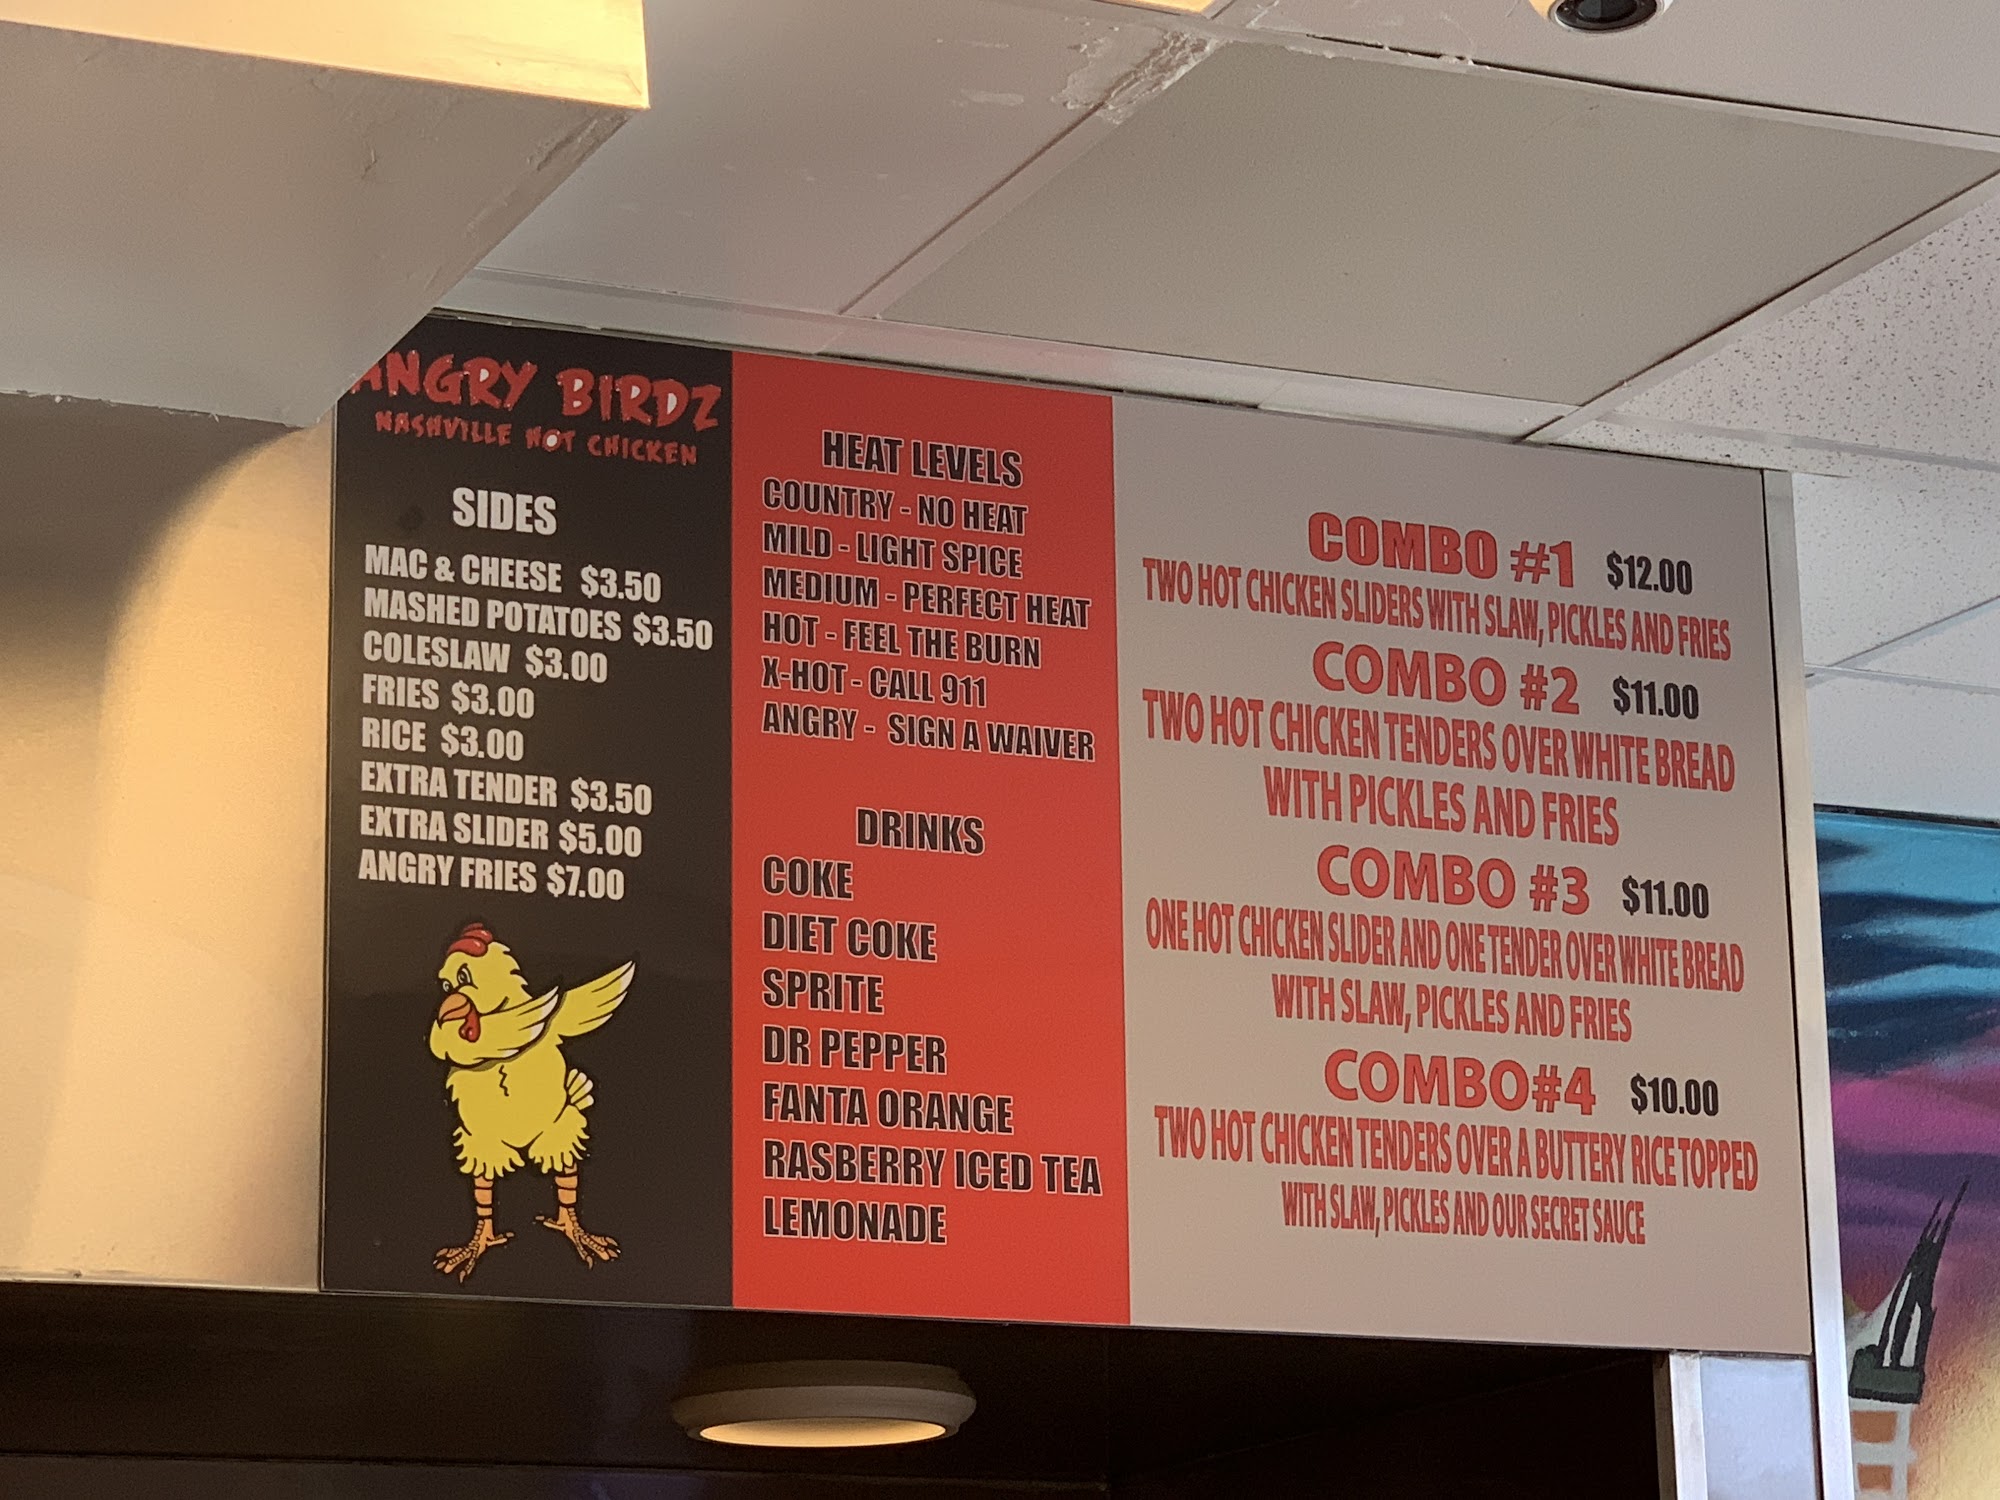 ANGRY BIRDZ
NASHVILLE HOT CHICKEN
SIDES
MAC & CHEESE $3.50
MASHED POTATOES $3.50
COLESLAW $3.00
FRIES $3.00
RICE $3.00
EXTRA TENDER $3.50
EXTRA SLIDER $5.00
ANGRY FRIES $7.00
HEAT LEVELS
COUNTRY - NO HEAT
MILD - LIGHT SPICE
MEDIUM - PERFECT HEAT
HOT - FEEL THE BURN
X-HOT - CALL 911
ANGRY - SIGN A WAIVER
DRINKS
COKE
DIET COKE
SPRITE
DR PEPPER
FANTA ORANGE
RASBERRY ICED TEA
LEMONADE
COMBO #1 $12.00
TWO HOT CHICKEN SLIDERS WITH SLAW, PICKLES AND FRIES
COMBO #2 $11.00
TWO HOT CHICKEN TENDERS OVER WHITE BREAD
WITH PICKLES AND FRIES
COMBO #3 $11.00
ONE HOT CHICKEN SLIDER AND ONE TENDER OVER WHITE BREAD
WITH SLAW, PICKLES AND FRIES
COMBO#4 $10.00
TWO HOT CHICKEN TENDERS OVER A BUTTERY RICE TOPPED
WITH SLAW, PICKLES AND OUR SECRET SAUCE